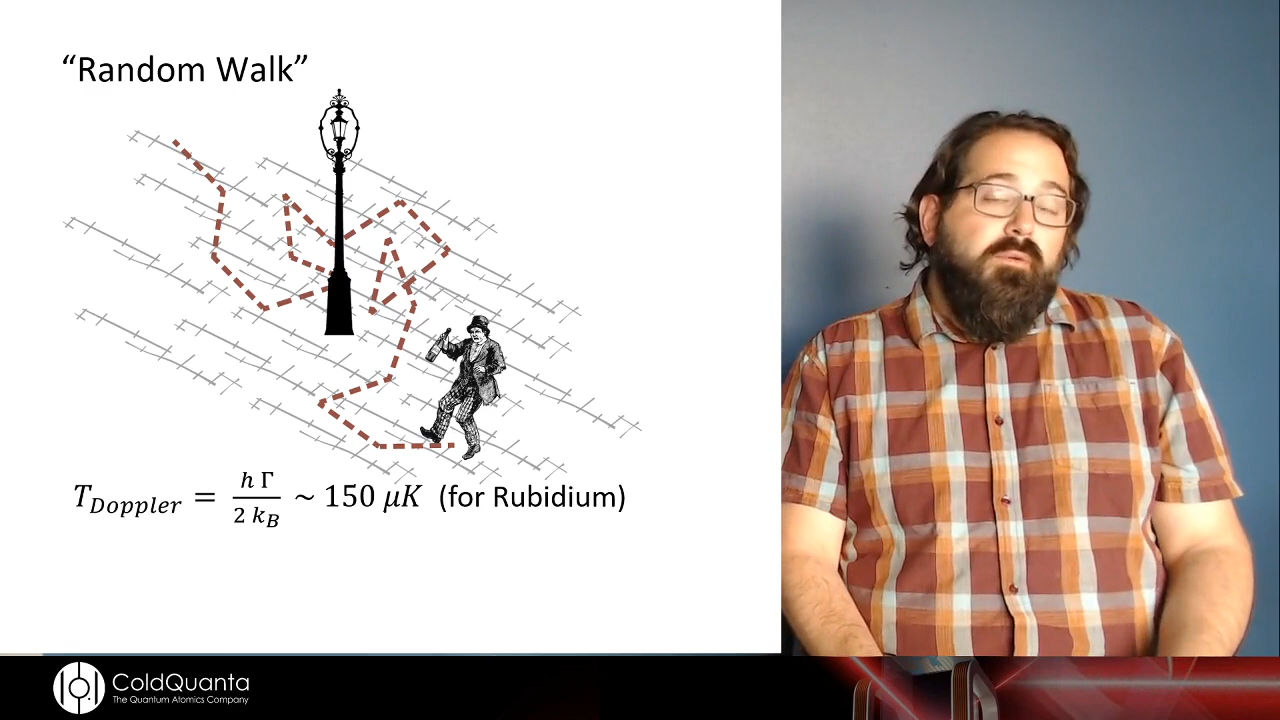 “Random Walk”
T_Doppler = h Γ / 2 k_B ~ 150 μK (for Rubidium)
ColdQuanta
The Quantum Atomics Company